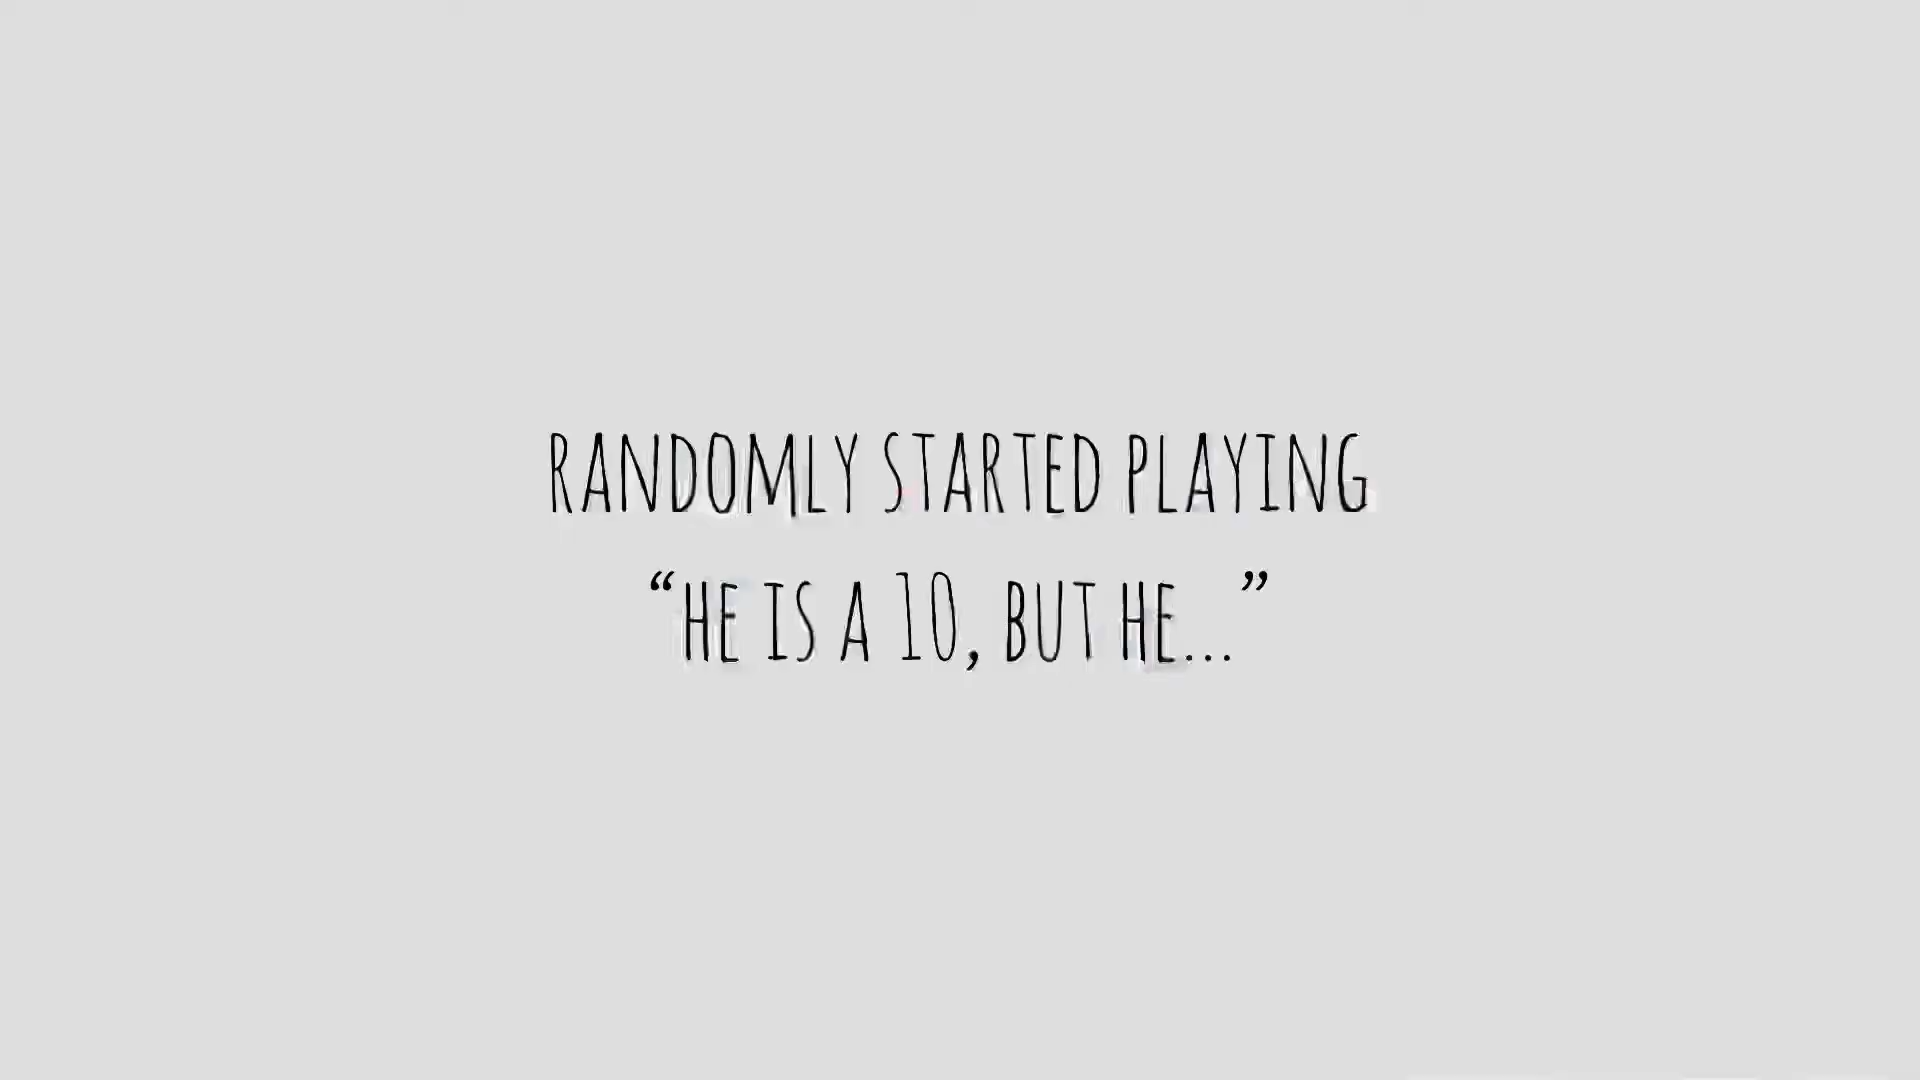 RANDOMLY STARTED PLAYING
“HE IS A 10, BUT HE...”